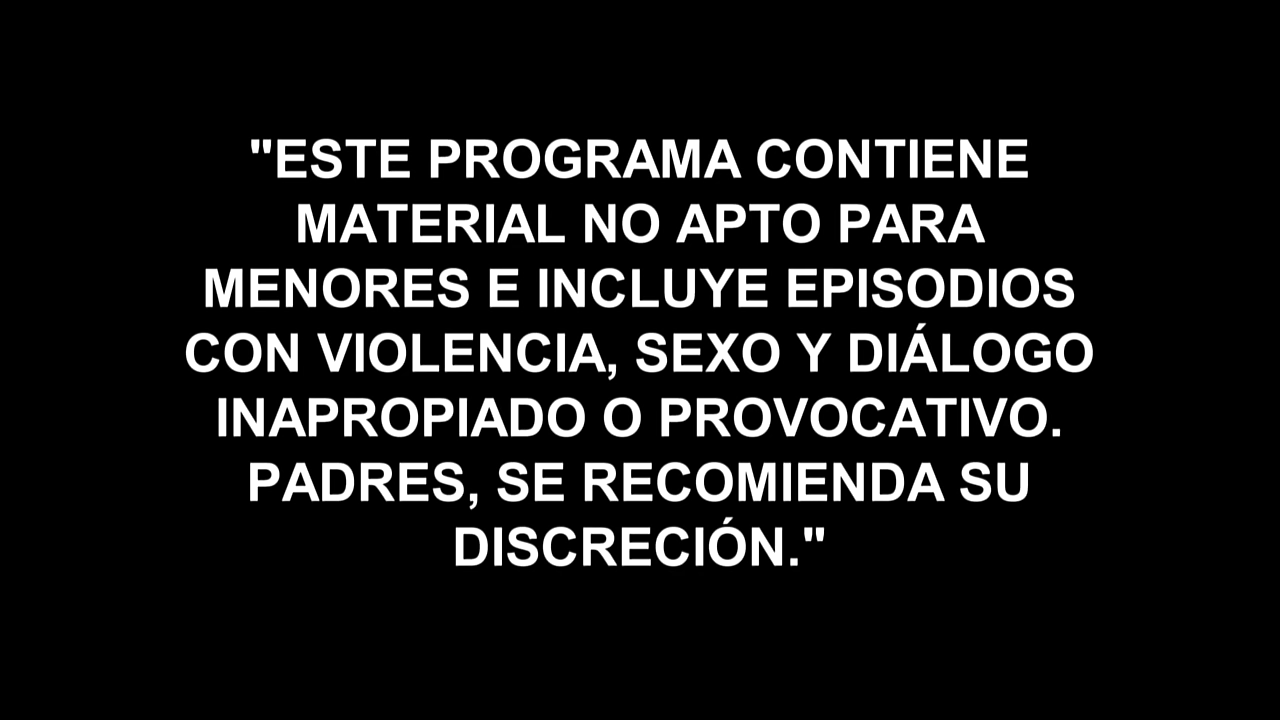 "ESTE PROGRAMA CONTIENE
MATERIAL NO APTO PARA
MENORES E INCLUYE EPISODIOS
CON VIOLENCIA, SEXO Y DIÁLOGO
INAPROPIADO O PROVOCATIVO.
PADRES, SE RECOMIENDA SU
DISCRECIÓN."